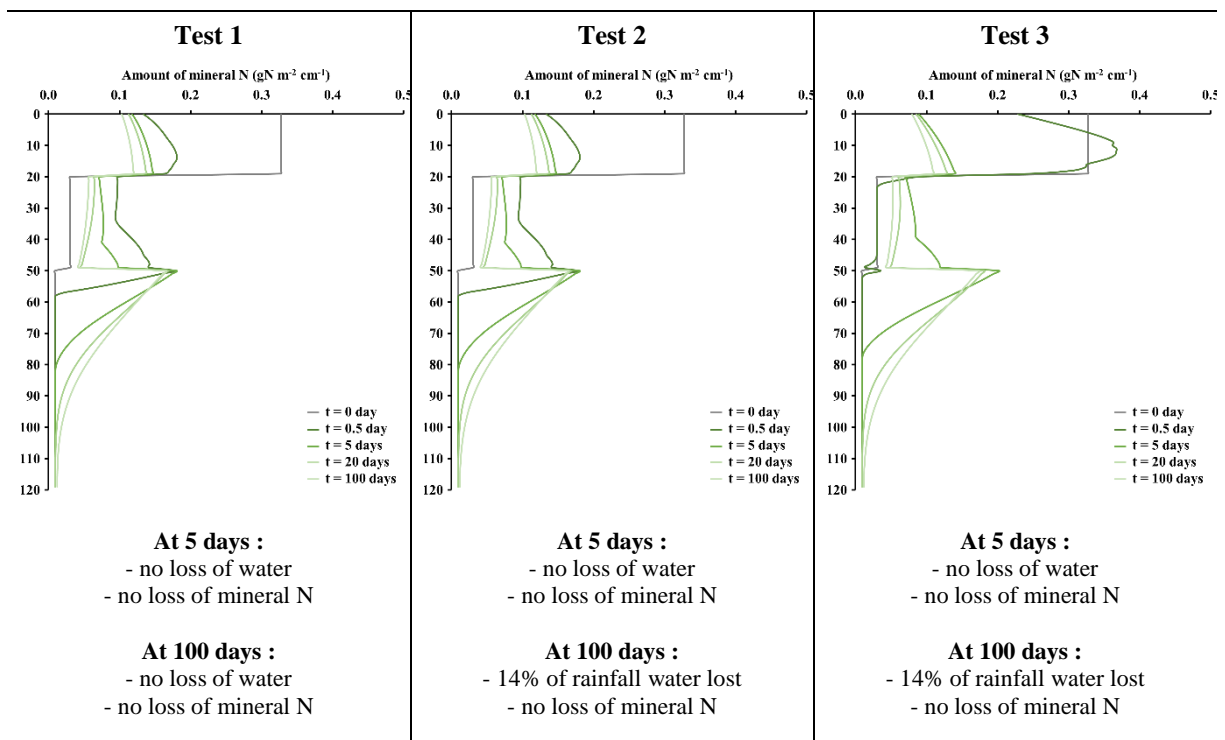 Test 1
Amount of mineral N (gN m⁻² cm⁻¹)
0.0 0.1 0.2 0.3 0.4 0.5
0
10
20
30
40
50
60
70
80
90
100
110
120
t = 0 day
t = 0.5 day
t = 5 days
t = 20 days
t = 100 days
At 5 days :
- no loss of water
- no loss of mineral N
At 100 days :
- no loss of water
- no loss of mineral N
Test 2
Amount of mineral N (gN m⁻² cm⁻¹)
0.0 0.1 0.2 0.3 0.4 0.5
0
10
20
30
40
50
60
70
80
90
100
110
120
t = 0 day
t = 0.5 day
t = 5 days
t = 20 days
t = 100 days
At 5 days :
- no loss of water
- no loss of mineral N
At 100 days :
- 14% of rainfall water lost
- no loss of mineral N
Test 3
Amount of mineral N (gN m⁻² cm⁻¹)
0.0 0.1 0.2 0.3 0.4 0.5
0
10
20
30
40
50
60
70
80
90
100
110
120
t = 0 day
t = 0.5 day
t = 5 days
t = 20 days
t = 100 days
At 5 days :
- no loss of water
- no loss of mineral N
At 100 days :
- 14% of rainfall water lost
- no loss of mineral N